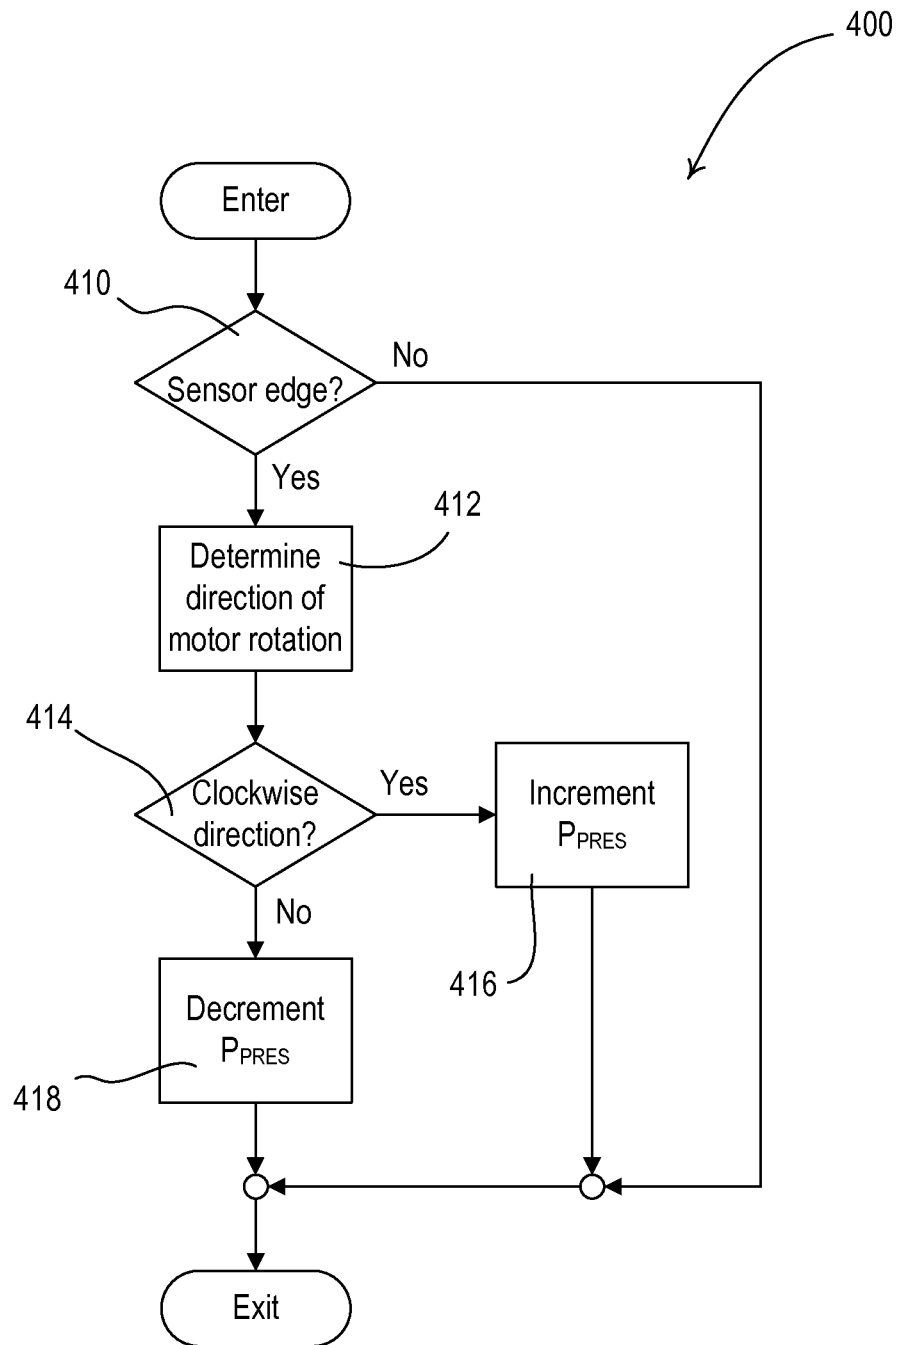 400
Enter
410
No
Sensor edge?
Yes
412
Determine
direction of
motor rotation
414
Clockwise
direction?
Yes
Increment
PPRES
No
416
Decrement
PPRES
418
Exit